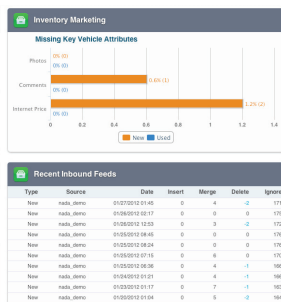 Inventory Marketing
Missing Key Vehicle Attributes
Photos 0% (0)
0% (0)
Comments 0.6% (1)
0% (0)
Internet Price 1.2% (2)
0% (0)
0 0.2 0.4 0.6 0.8 1 1.2 1.4
New Used
Recent Inbound Feeds
Type Source Date Insert Merge Delete Ignore
New nada_demo 01/27/2012 01:45 0 4 -2
New nada_demo 01/26/2012 02:17 0 0 0
New nada_demo 01/26/2012 12:53 0 3 -2
New nada_demo 01/25/2012 08:45 0 0 0
New nada_demo 01/25/2012 08:24 0 0 0
New nada_demo 01/25/2012 07:15 0 6 0
New nada_demo 01/25/2012 06:36 0 4 -1
New nada_demo 01/24/2012 01:21 0 4 -1
New nada_demo 01/23/2012 01:17 0 7 -1
New nada_demo 01/20/2012 01:04 0 5 -2